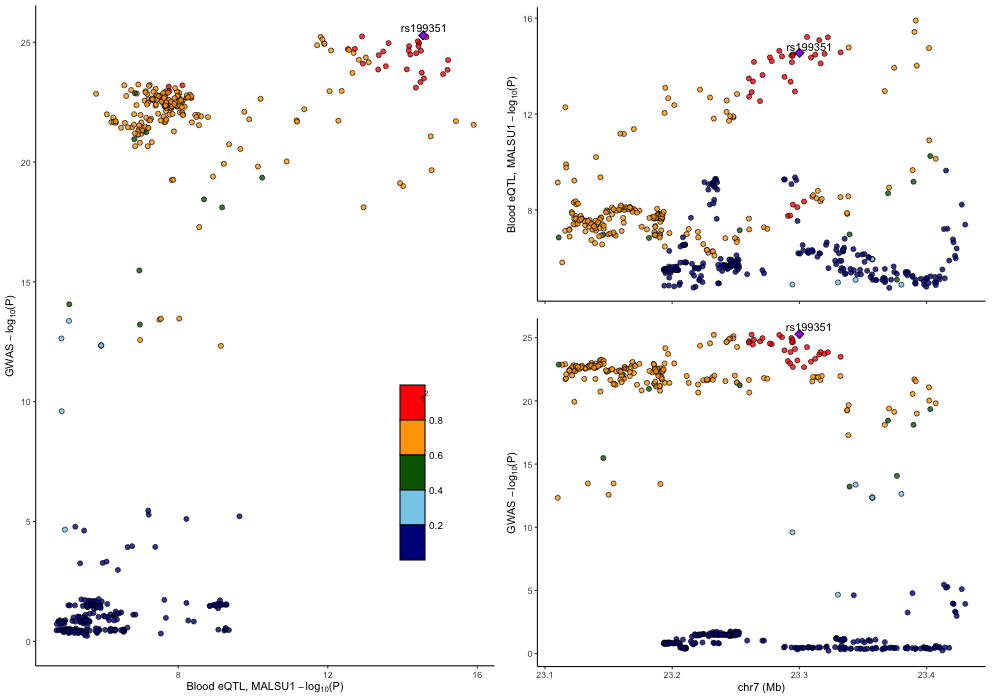 rs199351
25
20
15
10
5
0
GWAS − log10(P)
r2
0.8
0.6
0.4
0.2
8
12
16
Blood eQTL, MALSU1 − log10(P)
rs199351
16
12
8
Blood eQTL, MALSU1 − log10(P)
rs199351
25
20
15
10
5
0
GWAS − log10(P)
23.1
23.2
23.3
23.4
chr7 (Mb)